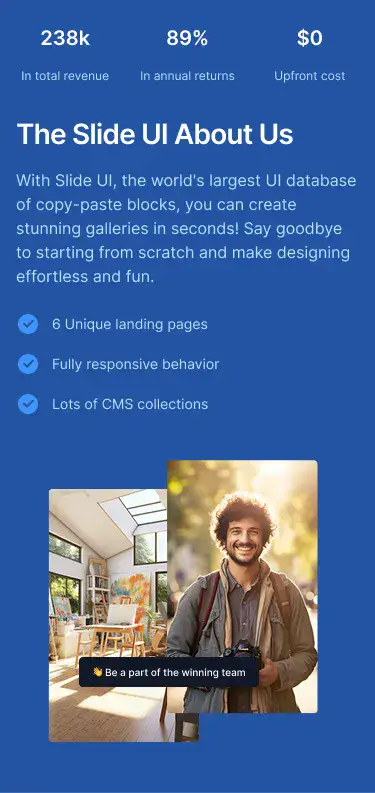 238k 89% $0
In total revenue In annual returns Upfront cost
The Slide UI About Us
With Slide UI, the world's largest UI database
of copy-paste blocks, you can create
stunning galleries in seconds! Say goodbye
to starting from scratch and make designing
effortless and fun.
6 Unique landing pages
Fully responsive behavior
Lots of CMS collections
👋 Be a part of the winning team